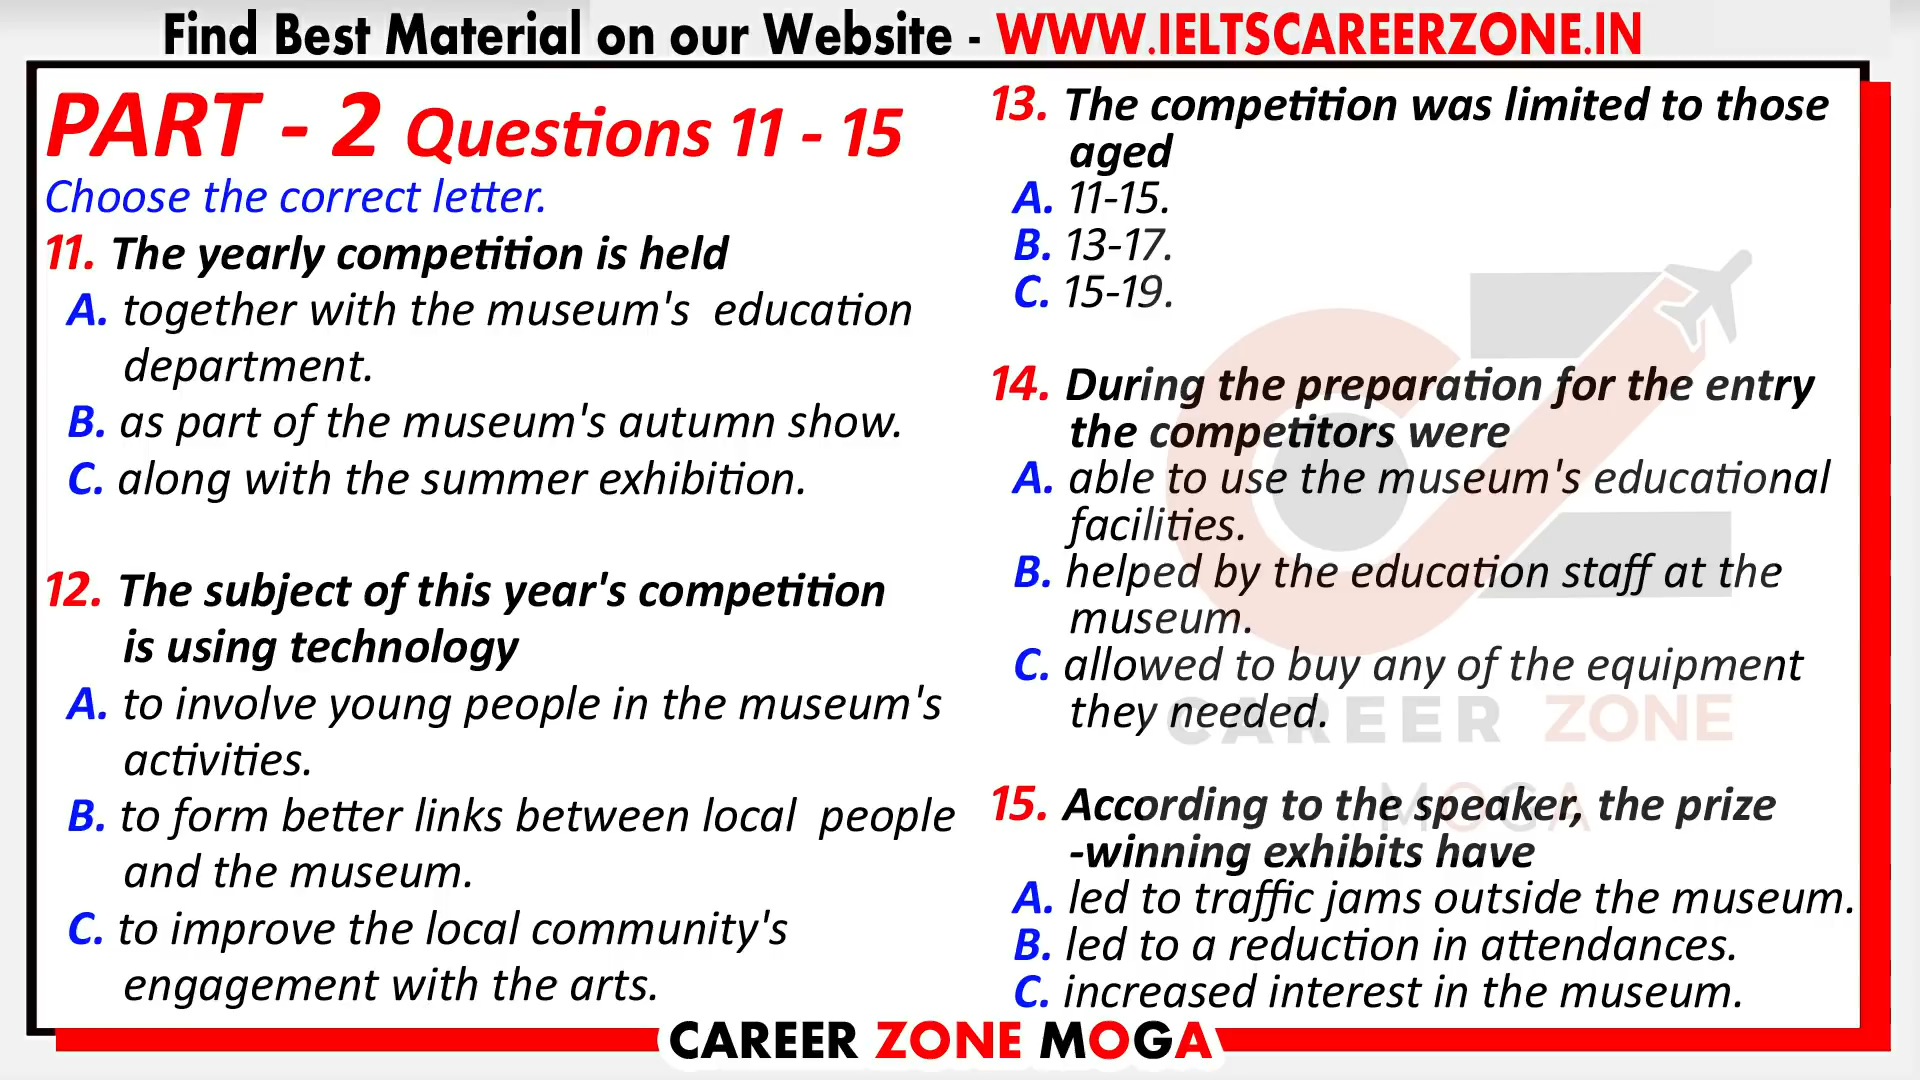 Find Best Material on our Website - WWW.IELTSCAREERZONE.IN
PART - 2 Questions 11 - 15
Choose the correct letter.
11. The yearly competition is held
A. together with the museum's education
department.
B. as part of the museum's autumn show.
C. along with the summer exhibition.
12. The subject of this year's competition
is using technology
A. to involve young people in the museum's
activities.
B. to form better links between local people
and the museum.
C. to improve the local community's
engagement with the arts.
13. The competition was limited to those
aged
A. 11-15.
B. 13-17.
C. 15-19.
14. During the preparation for the entry
the competitors were
A. able to use the museum's educational
facilities.
B. helped by the education staff at the
museum.
C. allowed to buy any of the equipment
they needed.
15. According to the speaker, the prize
-winning exhibits have
A. led to traffic jams outside the museum.
B. led to a reduction in attendances.
C. increased interest in the museum.
CAREER ZONE
MOGA
CAREER ZONE MOGA